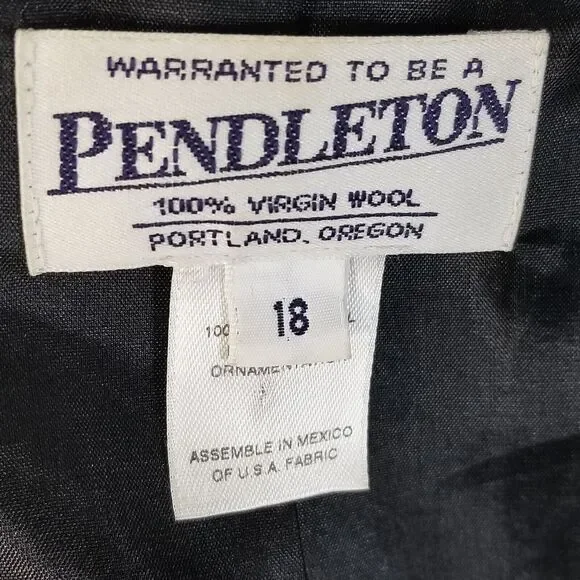 WARRANTED TO BE A
PENDLETON
100% VIRGIN WOOL
PORTLAND, OREGON
18
ASSEMBLE IN MEXICO
OF U.S.A. FABRIC